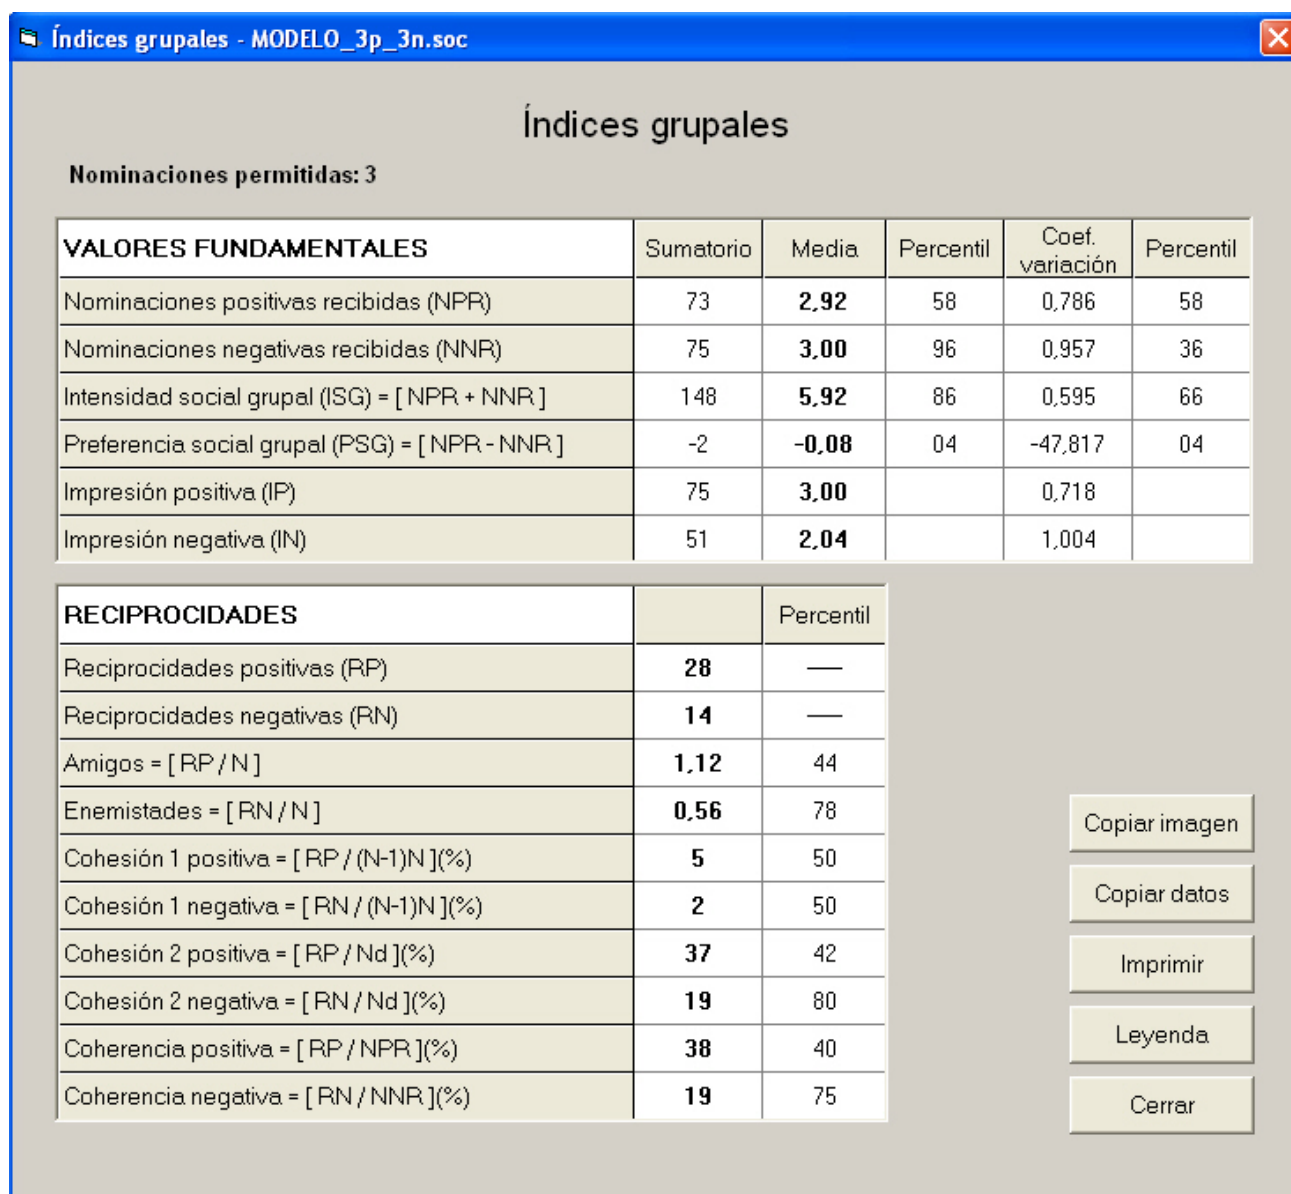 Índices grupales - MODELO_3p_3n.soc
Índices grupales
Nominaciones permitidas: 3
VALORES FUNDAMENTALES Sumatorio Media Percentil Coef. variación Percentil
Nominaciones positivas recibidas (NPR) 73 2,92 58 0,786 58
Nominaciones negativas recibidas (NNR) 75 3,00 96 0,957 36
Intensidad social grupal (ISG) = [ NPR + NNR ] 148 5,92 86 0,595 66
Preferencia social grupal (PSG) = [ NPR - NNR ] -2 -0,08 04 -47,817 04
Impresión positiva (IP) 75 3,00 0,718
Impresión negativa (IN) 51 2,04 1,004
RECIPROCIDADES Percentil
Reciprocidades positivas (RP) 28 —
Reciprocidades negativas (RN) 14 —
Amigos = [ RP / N ] 1,12 44
Enemistades = [ RN / N ] 0,56 78
Cohesión 1 positiva = [ RP / (N-1)N ](%) 5 50
Cohesión 1 negativa = [ RN / (N-1)N ](%) 2 50
Cohesión 2 positiva = [ RP / Nd ](%) 37 42
Cohesión 2 negativa = [ RN / Nd ](%) 19 80
Coherencia positiva = [ RP / NPR ](%) 38 40
Coherencia negativa = [ RN / NNR ](%) 19 75
Copiar imagen
Copiar datos
Imprimir
Leyenda
Cerrar